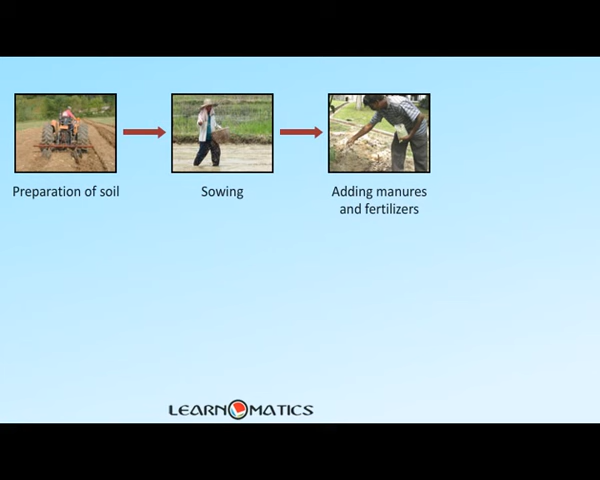 Preparation of soil
Sowing
Adding manures
and fertilizers
LEARNOMATICS